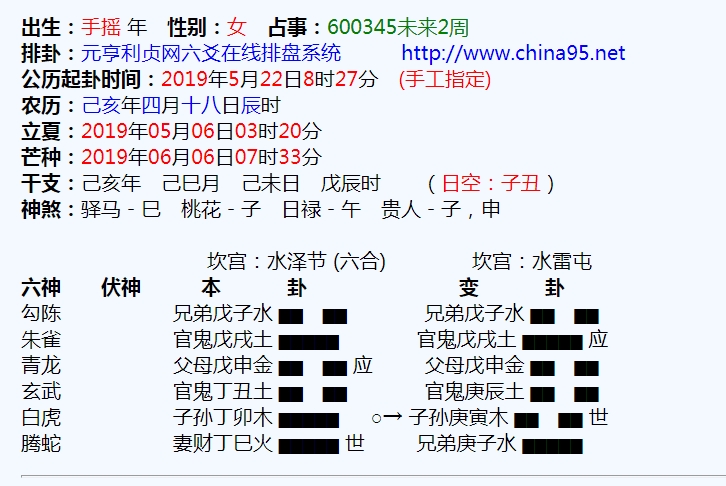 出生：手摇 年　性别：女　占事：600345未来2周
排卦：元亨利贞网六爻在线排盘系统　　　http://www.china95.net
公历起卦时间：2019年5月22日8时27分　(手工指定)
农历：己亥年四月十八日辰时
立夏：2019年05月06日03时20分
芒种：2019年06月06日07时33分
干支：己亥年　己巳月　己未日　戊辰时　　（ 日空：子丑 ）
神煞：驿马－巳　桃花－子　日禄－午　贵人－子，申
坎宫：水泽节 (六合)　　　　坎宫：水雷屯
六神　　伏神　　　本　　　卦　　　　　　　变　　　卦
勾陈　　兄弟戊子水 ▅▅　▅▅　　　兄弟戊子水 ▅▅　▅▅
朱雀　　官鬼戊戌土 ▅▅▅▅▅　　　官鬼戊戌土 ▅▅▅▅▅ 应
青龙　　父母戊申金 ▅▅　▅▅ 应　　父母戊申金 ▅▅　▅▅
玄武　　官鬼丁丑土 ▅▅　▅▅　　　官鬼庚辰土 ▅▅　▅▅
白虎　　子孙丁卯木 ▅▅▅▅▅　○→ 子孙庚寅木 ▅▅　▅▅ 世
腾蛇　　妻财丁巳火 ▅▅▅▅▅ 世　　兄弟庚子水 ▅▅▅▅▅